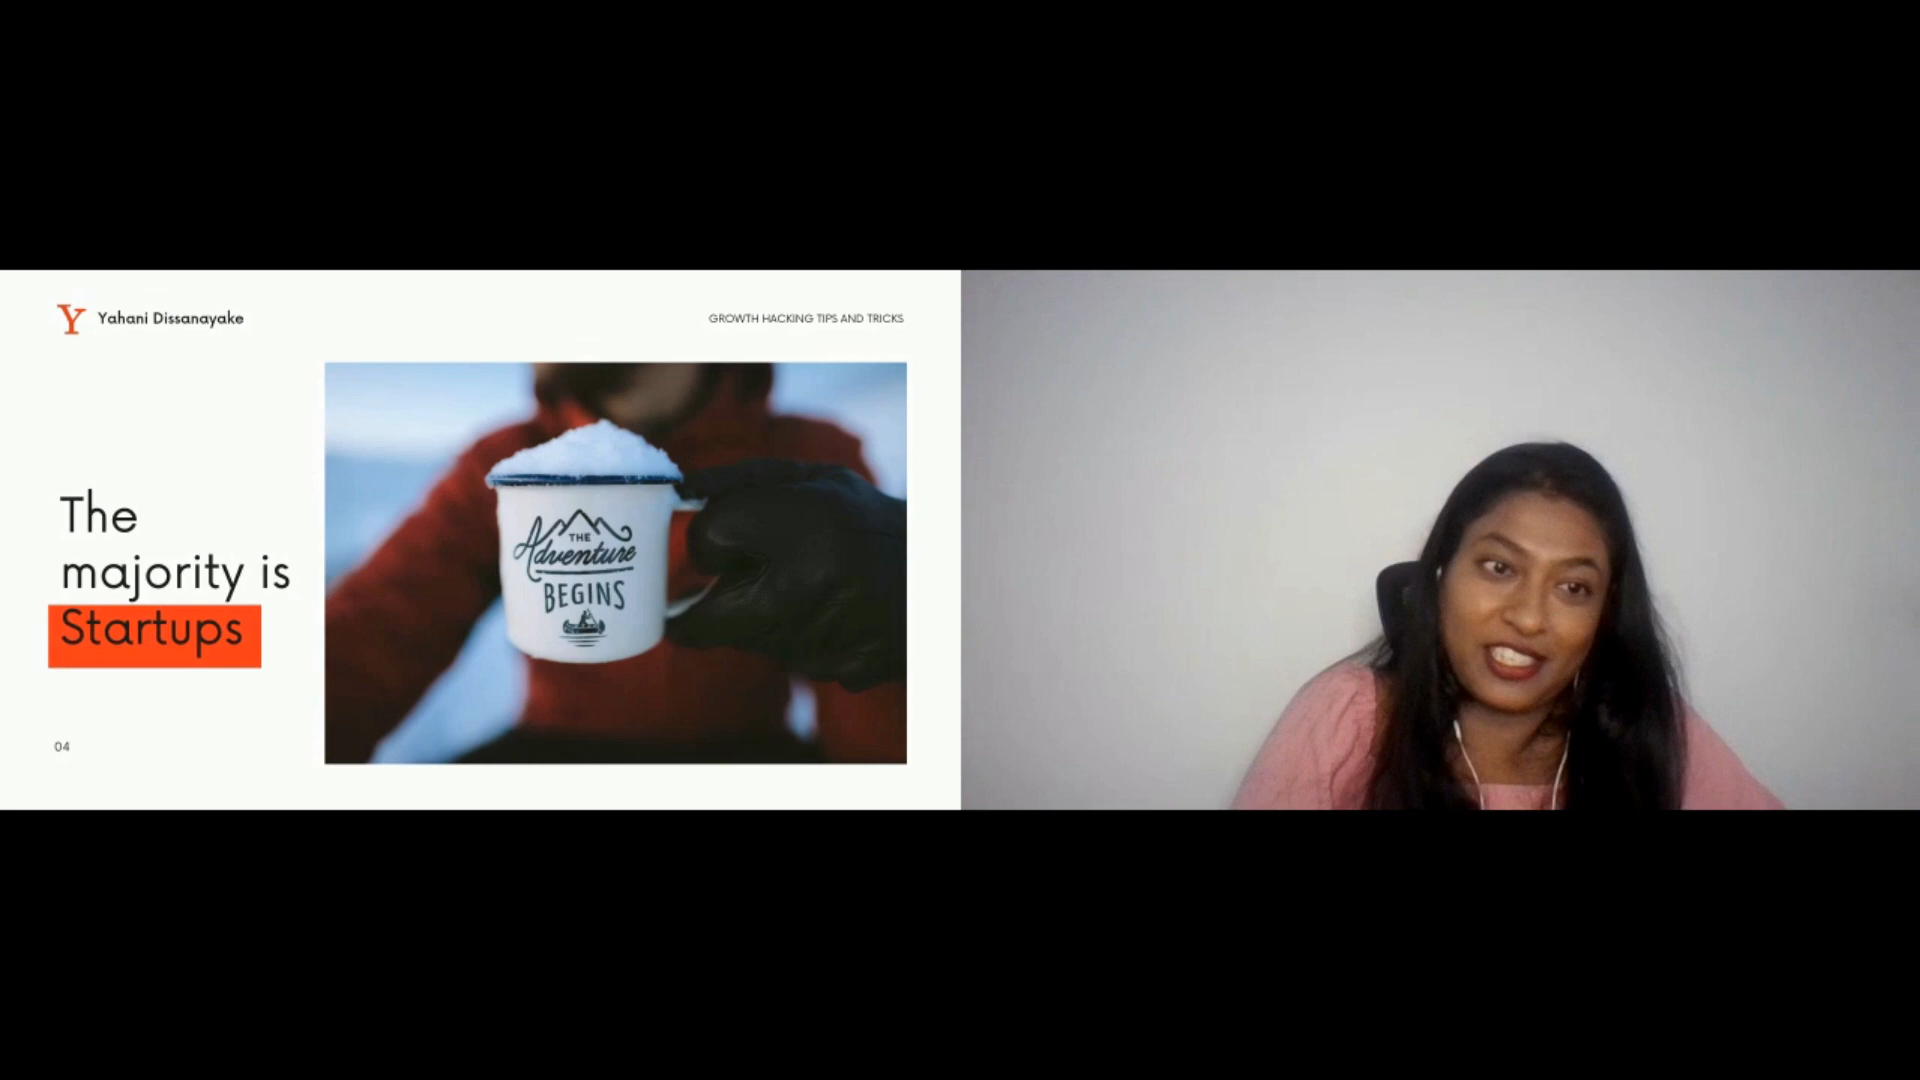 Y Yahani Dissanayake
GROWTH HACKING TIPS AND TRICKS
The
majority is
Startups
THE
Adventure
BEGINS
04